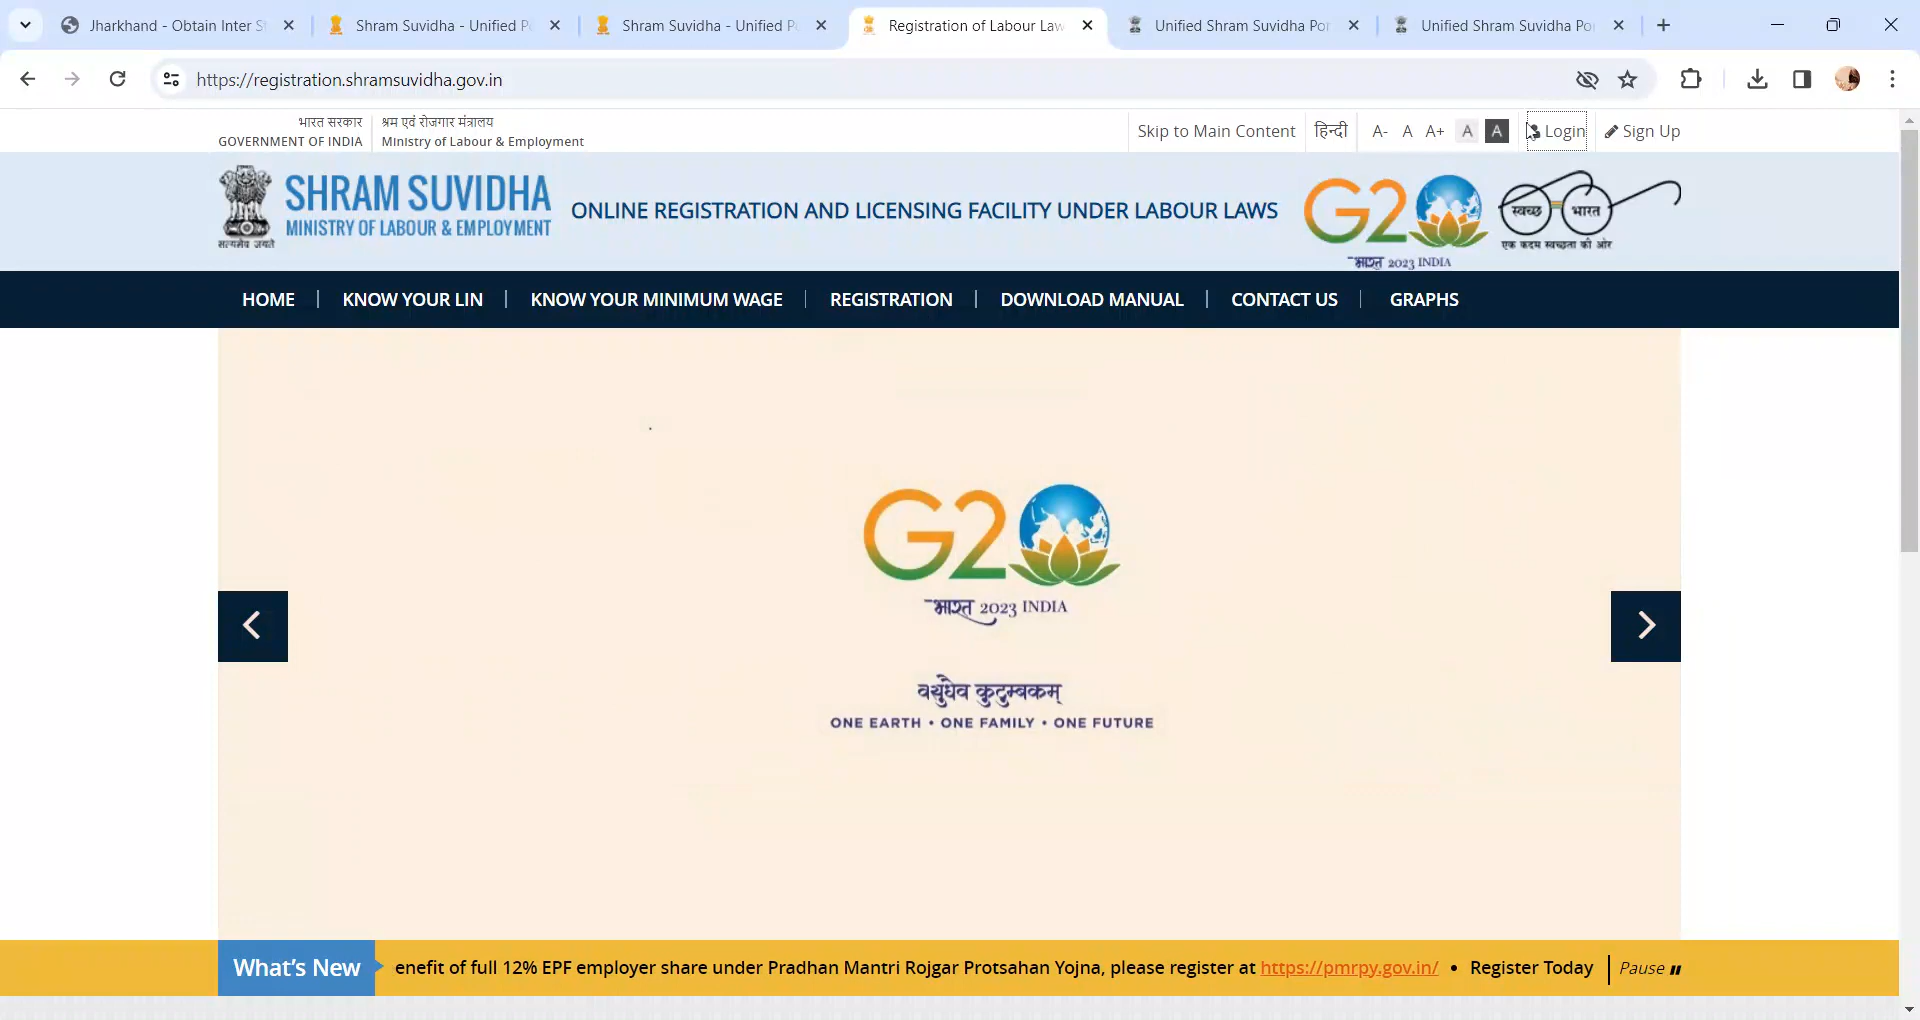 Jharkhand - Obtain Inter S
Shram Suvidha - Unified P
Shram Suvidha - Unified P
Registration of Labour Law
Unified Shram Suvidha Por
Unified Shram Suvidha Po
https://registration.shramsuvidha.gov.in
भारत सरकार
GOVERNMENT OF INDIA
श्रम एवं रोजगार मंत्रालय
Ministry of Labour & Employment
Skip to Main Content
हिन्दी
A- A A+ A A
Login
Sign Up
सत्यमेव जयते
SHRAM SUVIDHA
MINISTRY OF LABOUR & EMPLOYMENT
ONLINE REGISTRATION AND LICENSING FACILITY UNDER LABOUR LAWS
G20
भारत 2023 INDIA
स्वच्छ भारत
एक कदम स्वच्छता की ओर
HOME | KNOW YOUR LIN | KNOW YOUR MINIMUM WAGE | REGISTRATION | DOWNLOAD MANUAL | CONTACT US | GRAPHS
G20
भारत 2023 INDIA
वसुधैव कुटुम्बकम्
ONE EARTH • ONE FAMILY • ONE FUTURE
What's New
enefit of full 12% EPF employer share under Pradhan Mantri Rojgar Protsahan Yojna, please register at https://pmrpy.gov.in/ • Register Today
Pause